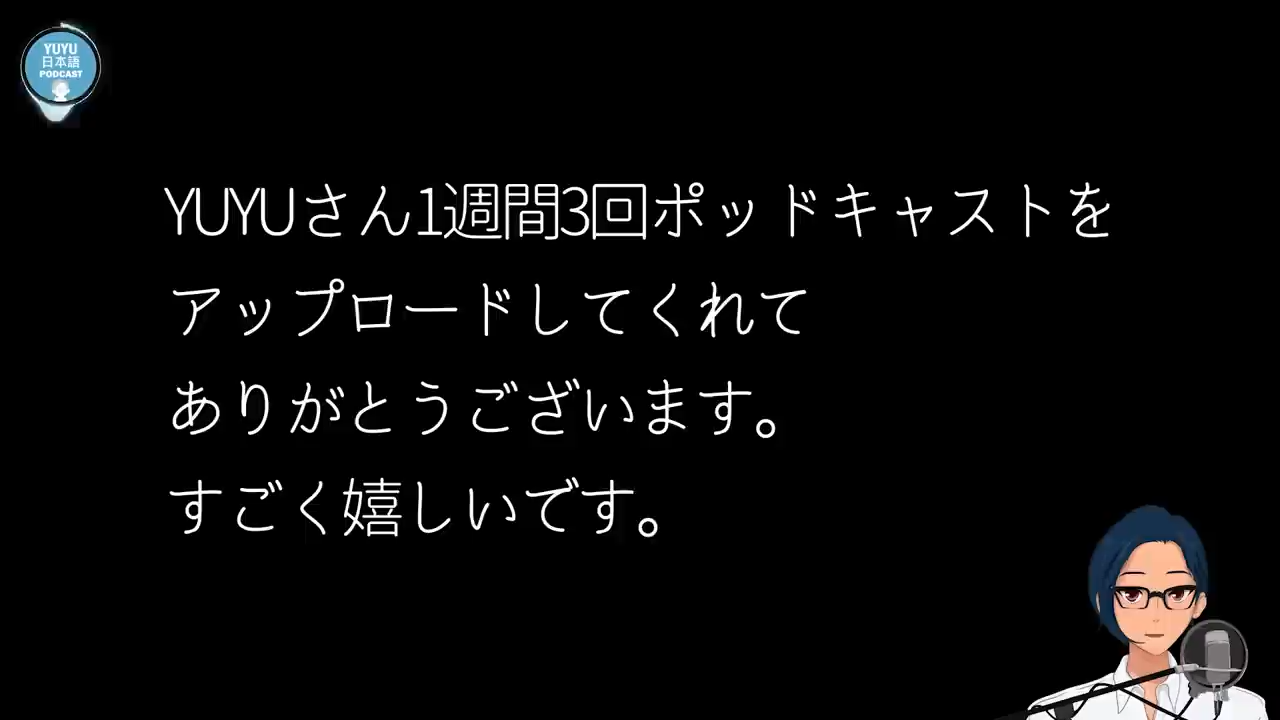 YUYU
日本語
PODCAST
YUYUさん1週間3回ポッドキャストを
アップロードしてくれて
ありがとうございます。
すごく嬉しいです。